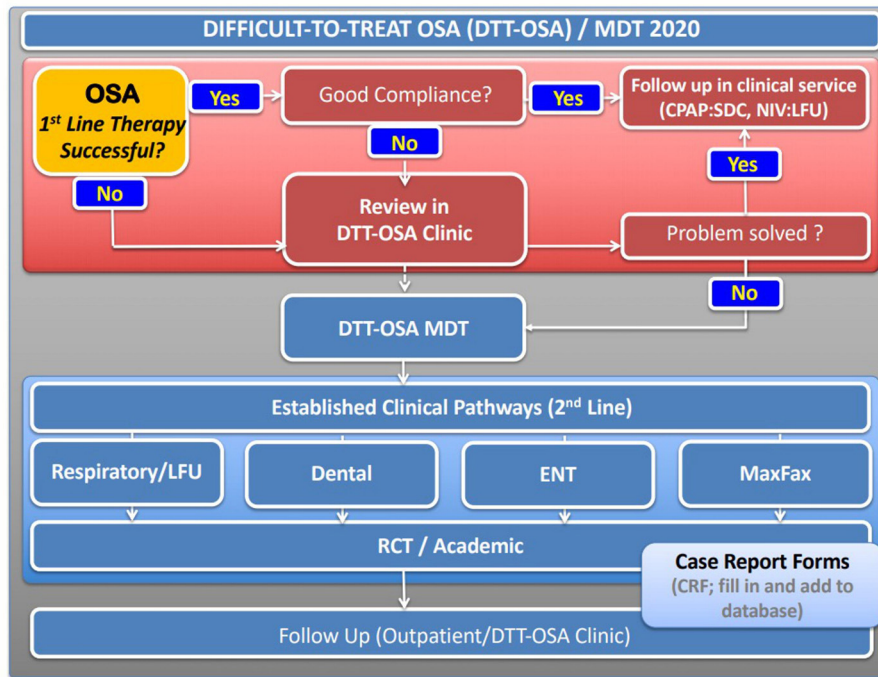 DIFFICULT-TO-TREAT OSA (DTT-OSA) / MDT 2020
OSA
1st Line Therapy
Successful?
Yes
Good Compliance?
Yes
Follow up in clinical service
(CPAP:SDC, NIV:LFU)
No
No
Yes
Review in
DTT-OSA Clinic
Problem solved ?
No
DTT-OSA MDT
Established Clinical Pathways (2nd Line)
Respiratory/LFU
Dental
ENT
MaxFax
RCT / Academic
Case Report Forms
(CRF; fill in and add to
database)
Follow Up (Outpatient/DTT-OSA Clinic)